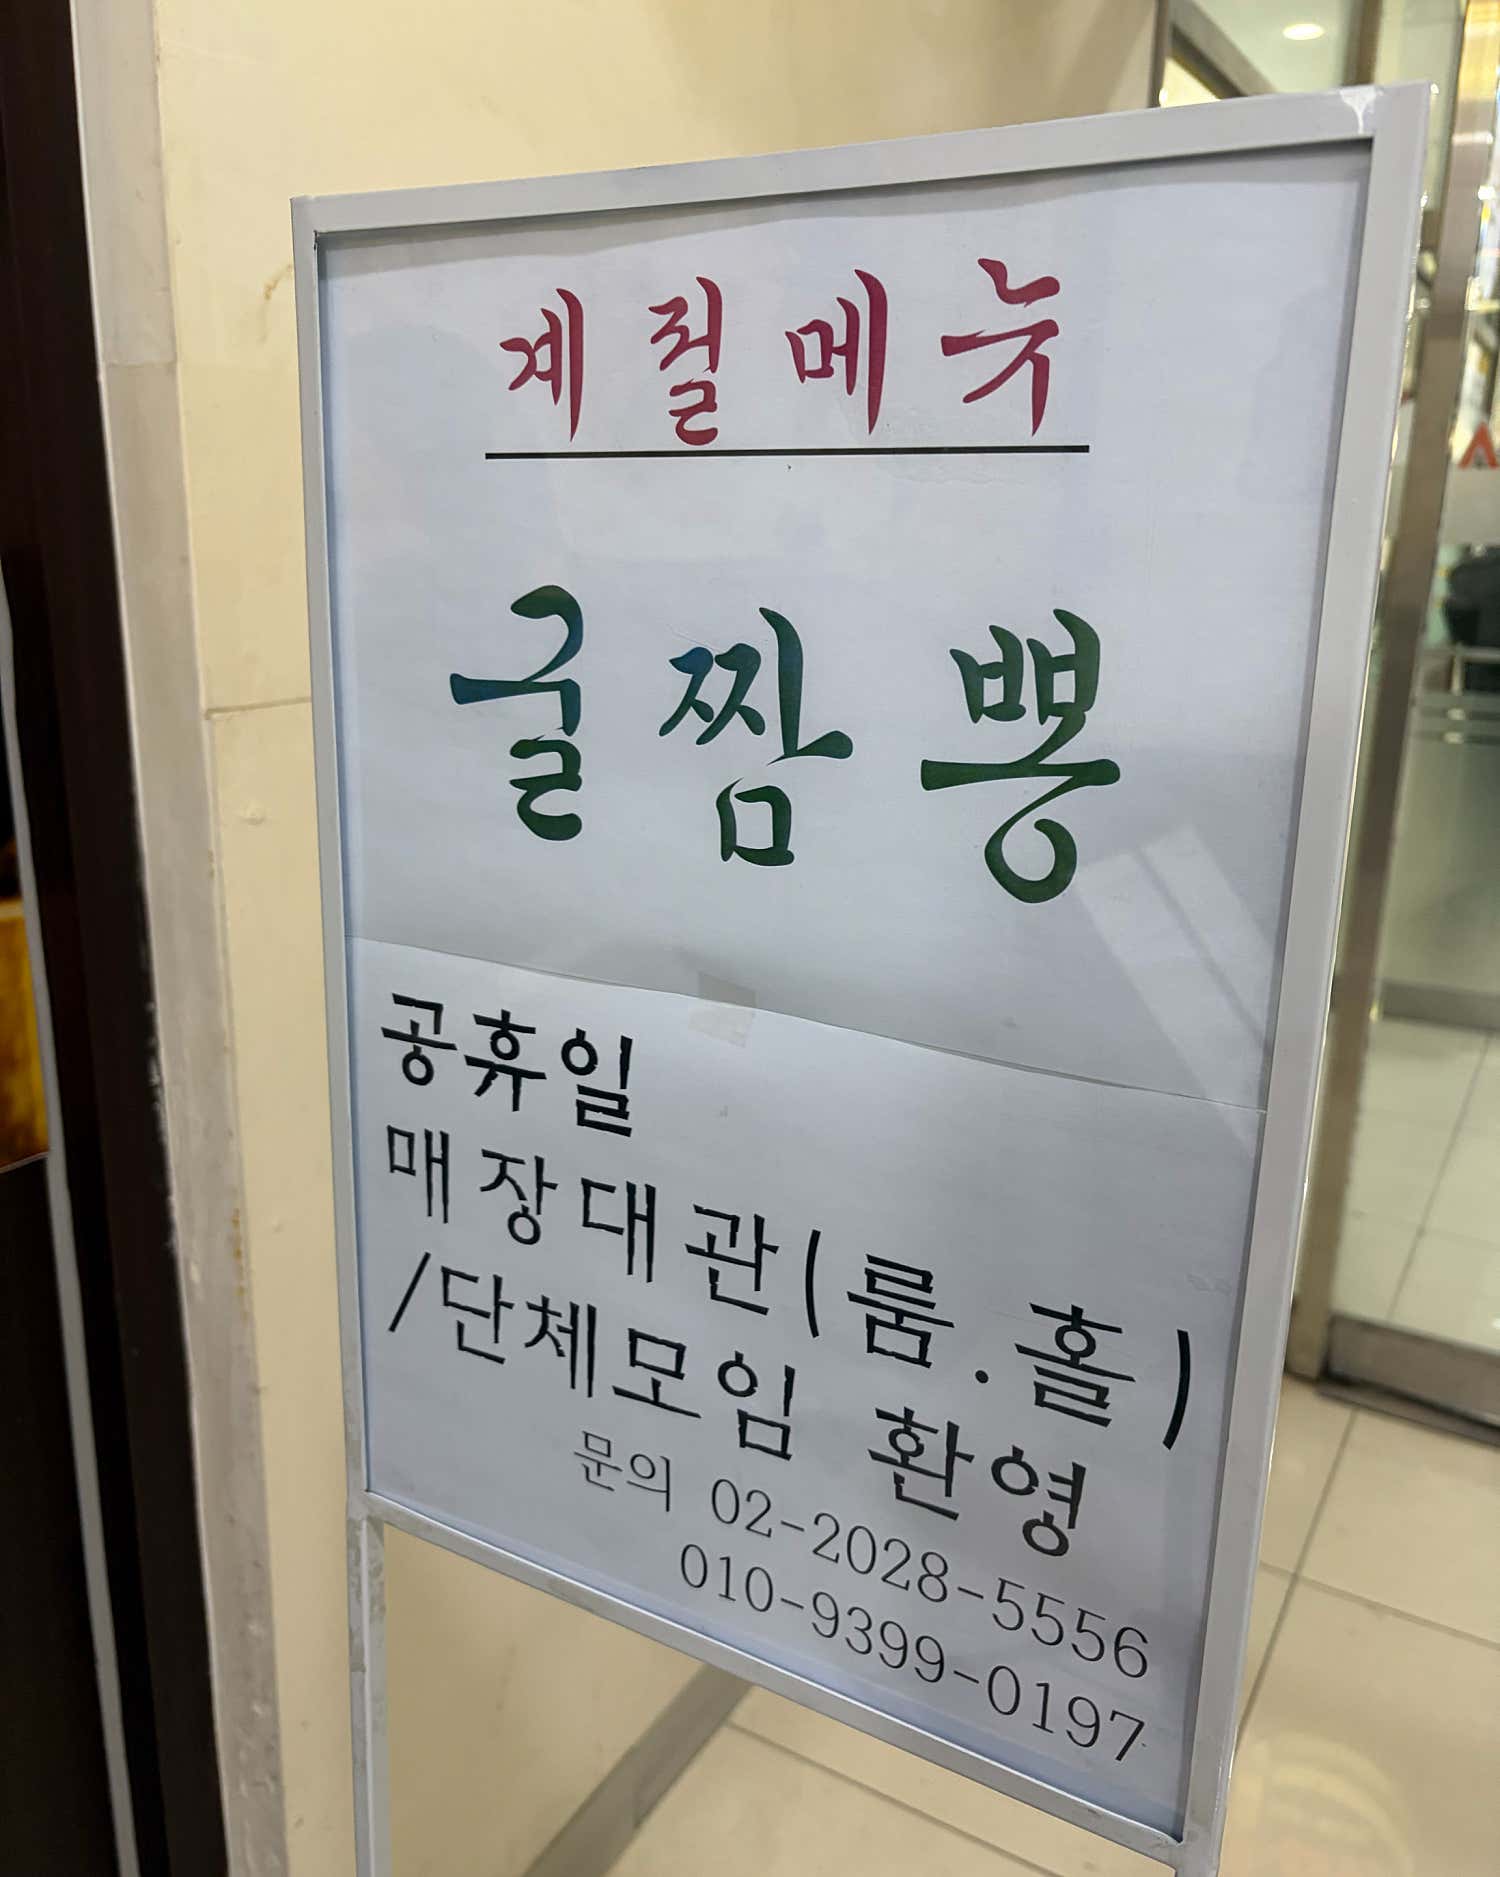 계절메뉴
굴짬뽕
공휴일
매장대관(룸.홀)
/단체모임 환영
문의 02-2028-5556
010-9399-0197